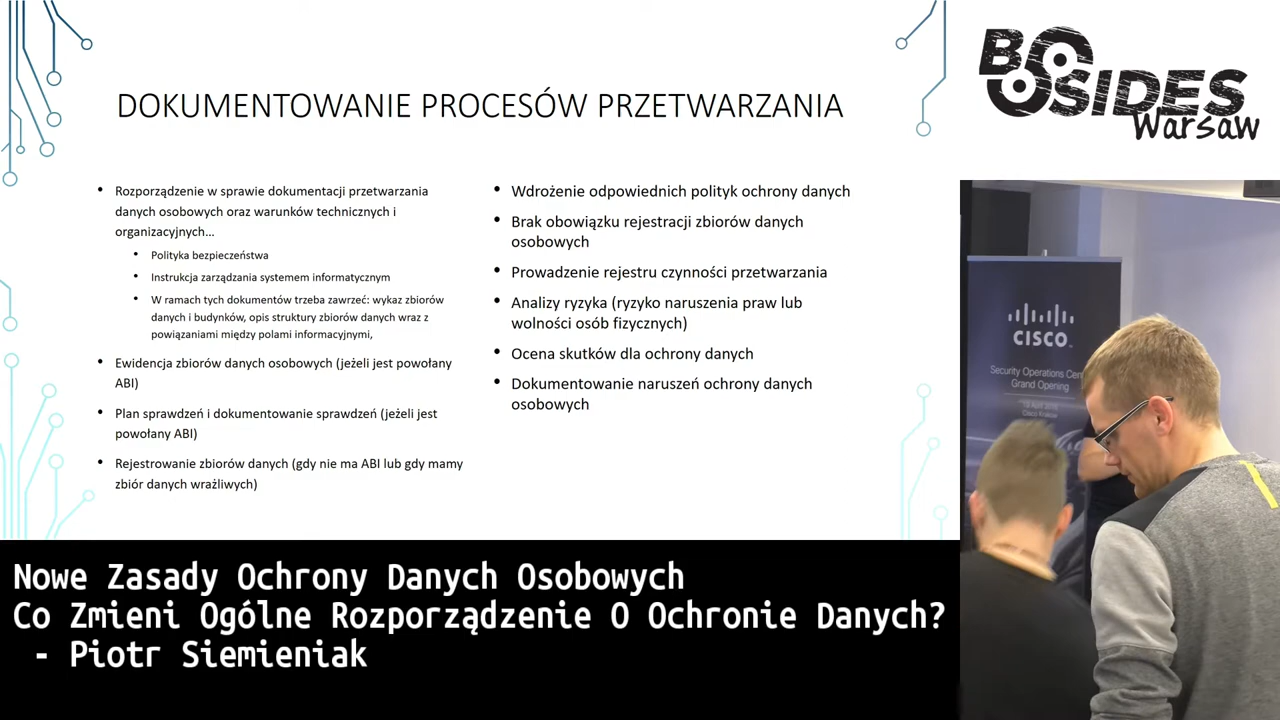 DOKUMENTOWANIE PROCESÓW PRZETWARZANIA
• Rozporządzenie w sprawie dokumentacji przetwarzania
danych osobowych oraz warunków technicznych i
organizacyjnych…
• Polityka bezpieczeństwa
• Instrukcja zarządzania systemem informatycznym
• W ramach tych dokumentów trzeba zawrzeć: wykaz zbiorów
danych i budynków, opis struktury zbiorów danych wraz z
powiązaniami między polami informacyjnymi,
• Ewidencja zbiorów danych osobowych (jeżeli jest powołany
ABI)
• Plan sprawdzeń i dokumentowanie sprawdzeń (jeżeli jest
powołany ABI)
• Rejestrowanie zbiorów danych (gdy nie ma ABI lub gdy mamy
zbiór danych wrażliwych)
• Wdrożenie odpowiednich polityk ochrony danych
• Brak obowiązku rejestracji zbiorów danych
osobowych
• Prowadzenie rejestru czynności przetwarzania
• Analizy ryzyka (ryzyko naruszenia praw lub
wolności osób fizycznych)
• Ocena skutków dla ochrony danych
• Dokumentowanie naruszeń ochrony danych
osobowych
BSIDES
Warsaw
CISCO
Security Operations
Grand Opening
Nowe Zasady Ochrony Danych Osobowych
Co Zmieni Ogólne Rozporządzenie O Ochronie Danych?
- Piotr Siemieniak